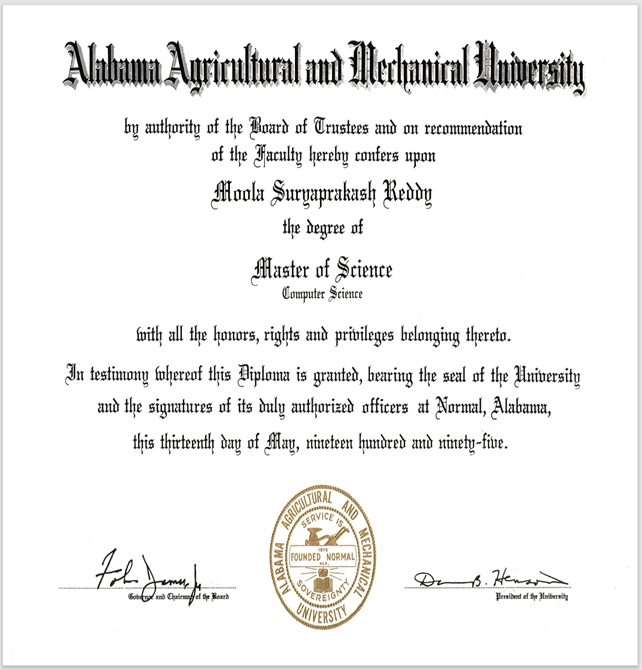 Alabama Agricultural and Mechanical University
by authority of the Board of Trustees and on recommendation
of the Faculty hereby confers upon
Moola Suryaprakash Reddy
the degree of
Master of Science
Computer Science
with all the honors, rights and privileges belonging thereto.
In testimony whereof this Diploma is granted, bearing the seal of the University
and the signatures of its duly authorized officers at Normal, Alabama,
this thirteenth day of May, nineteen hundred and ninety-five.
ALABAMA AGRICULTURAL AND MECHANICAL UNIVERSITY
SERVICE IS
1875
FOUNDED NORMAL
ALA.
SOVEREIGNTY
Governor and Chairman of the Board
President of the University